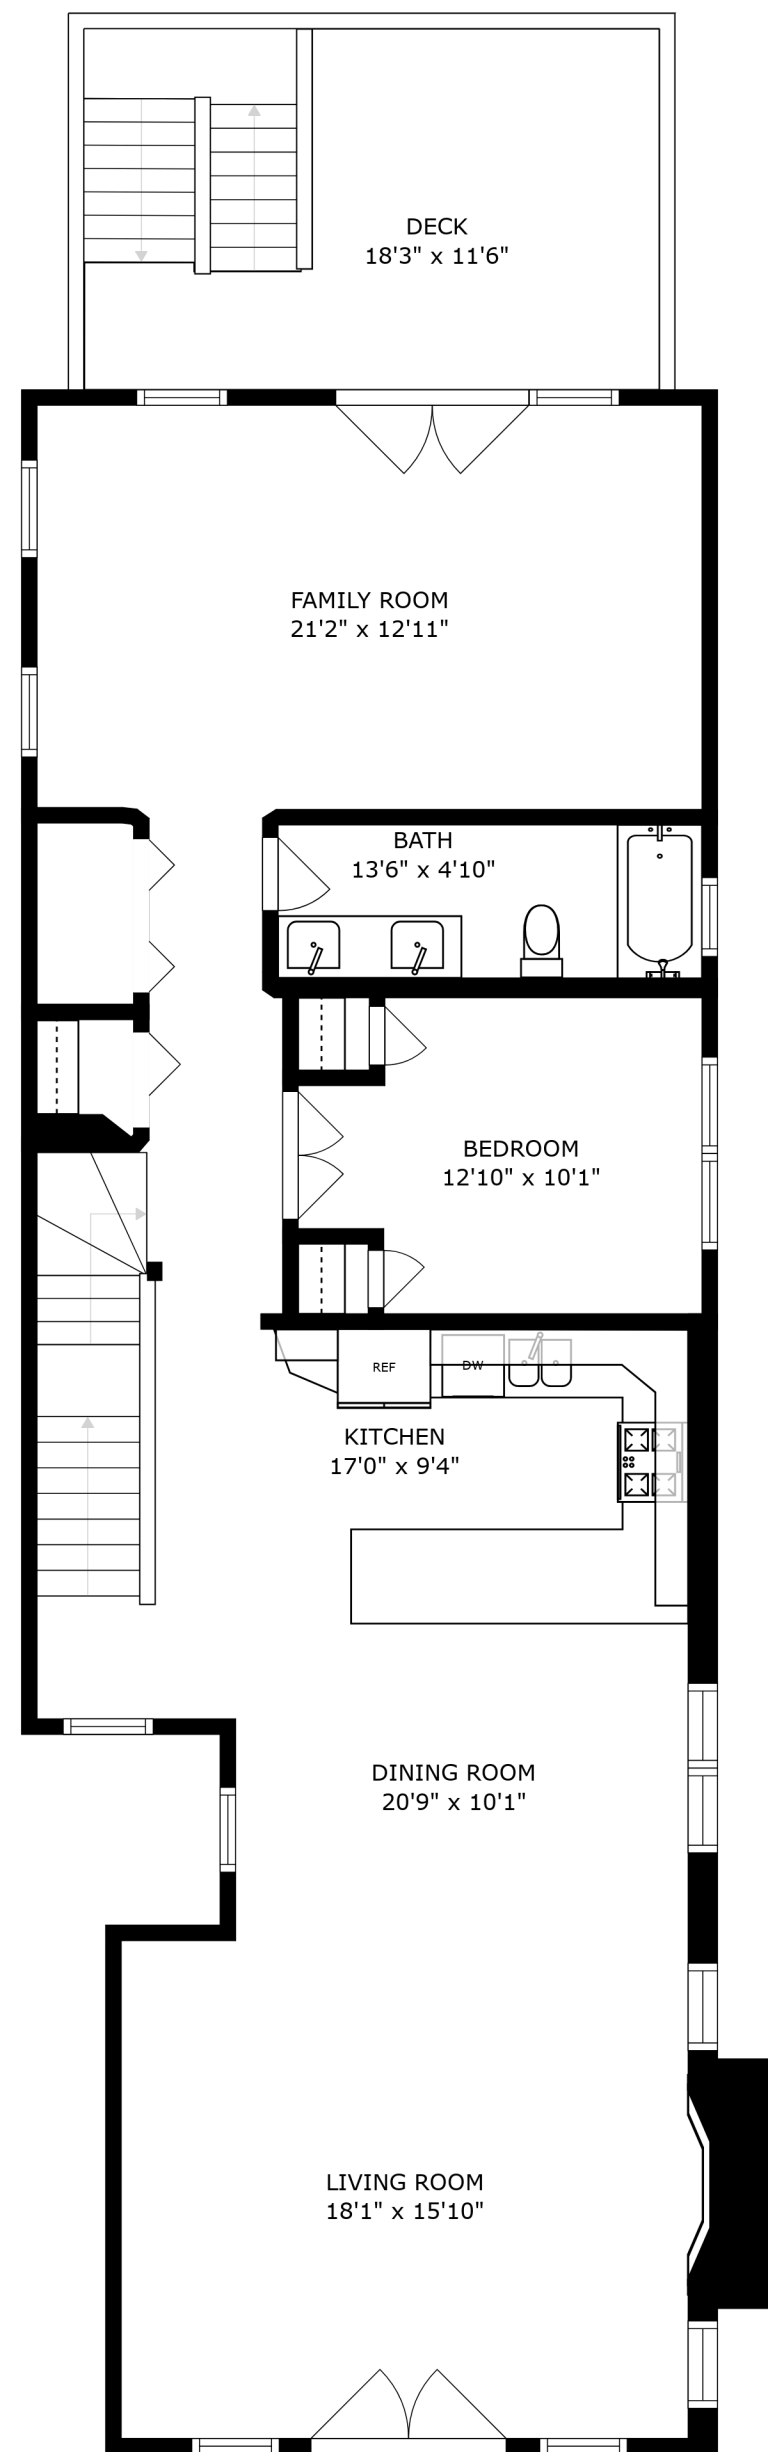 DECK
18'3" x 11'6"
FAMILY ROOM
21'2" x 12'11"
BATH
13'6" x 4'10"
BEDROOM
12'10" x 10'1"
REF
DW
KITCHEN
17'0" x 9'4"
DINING ROOM
20'9" x 10'1"
LIVING ROOM
18'1" x 15'10"